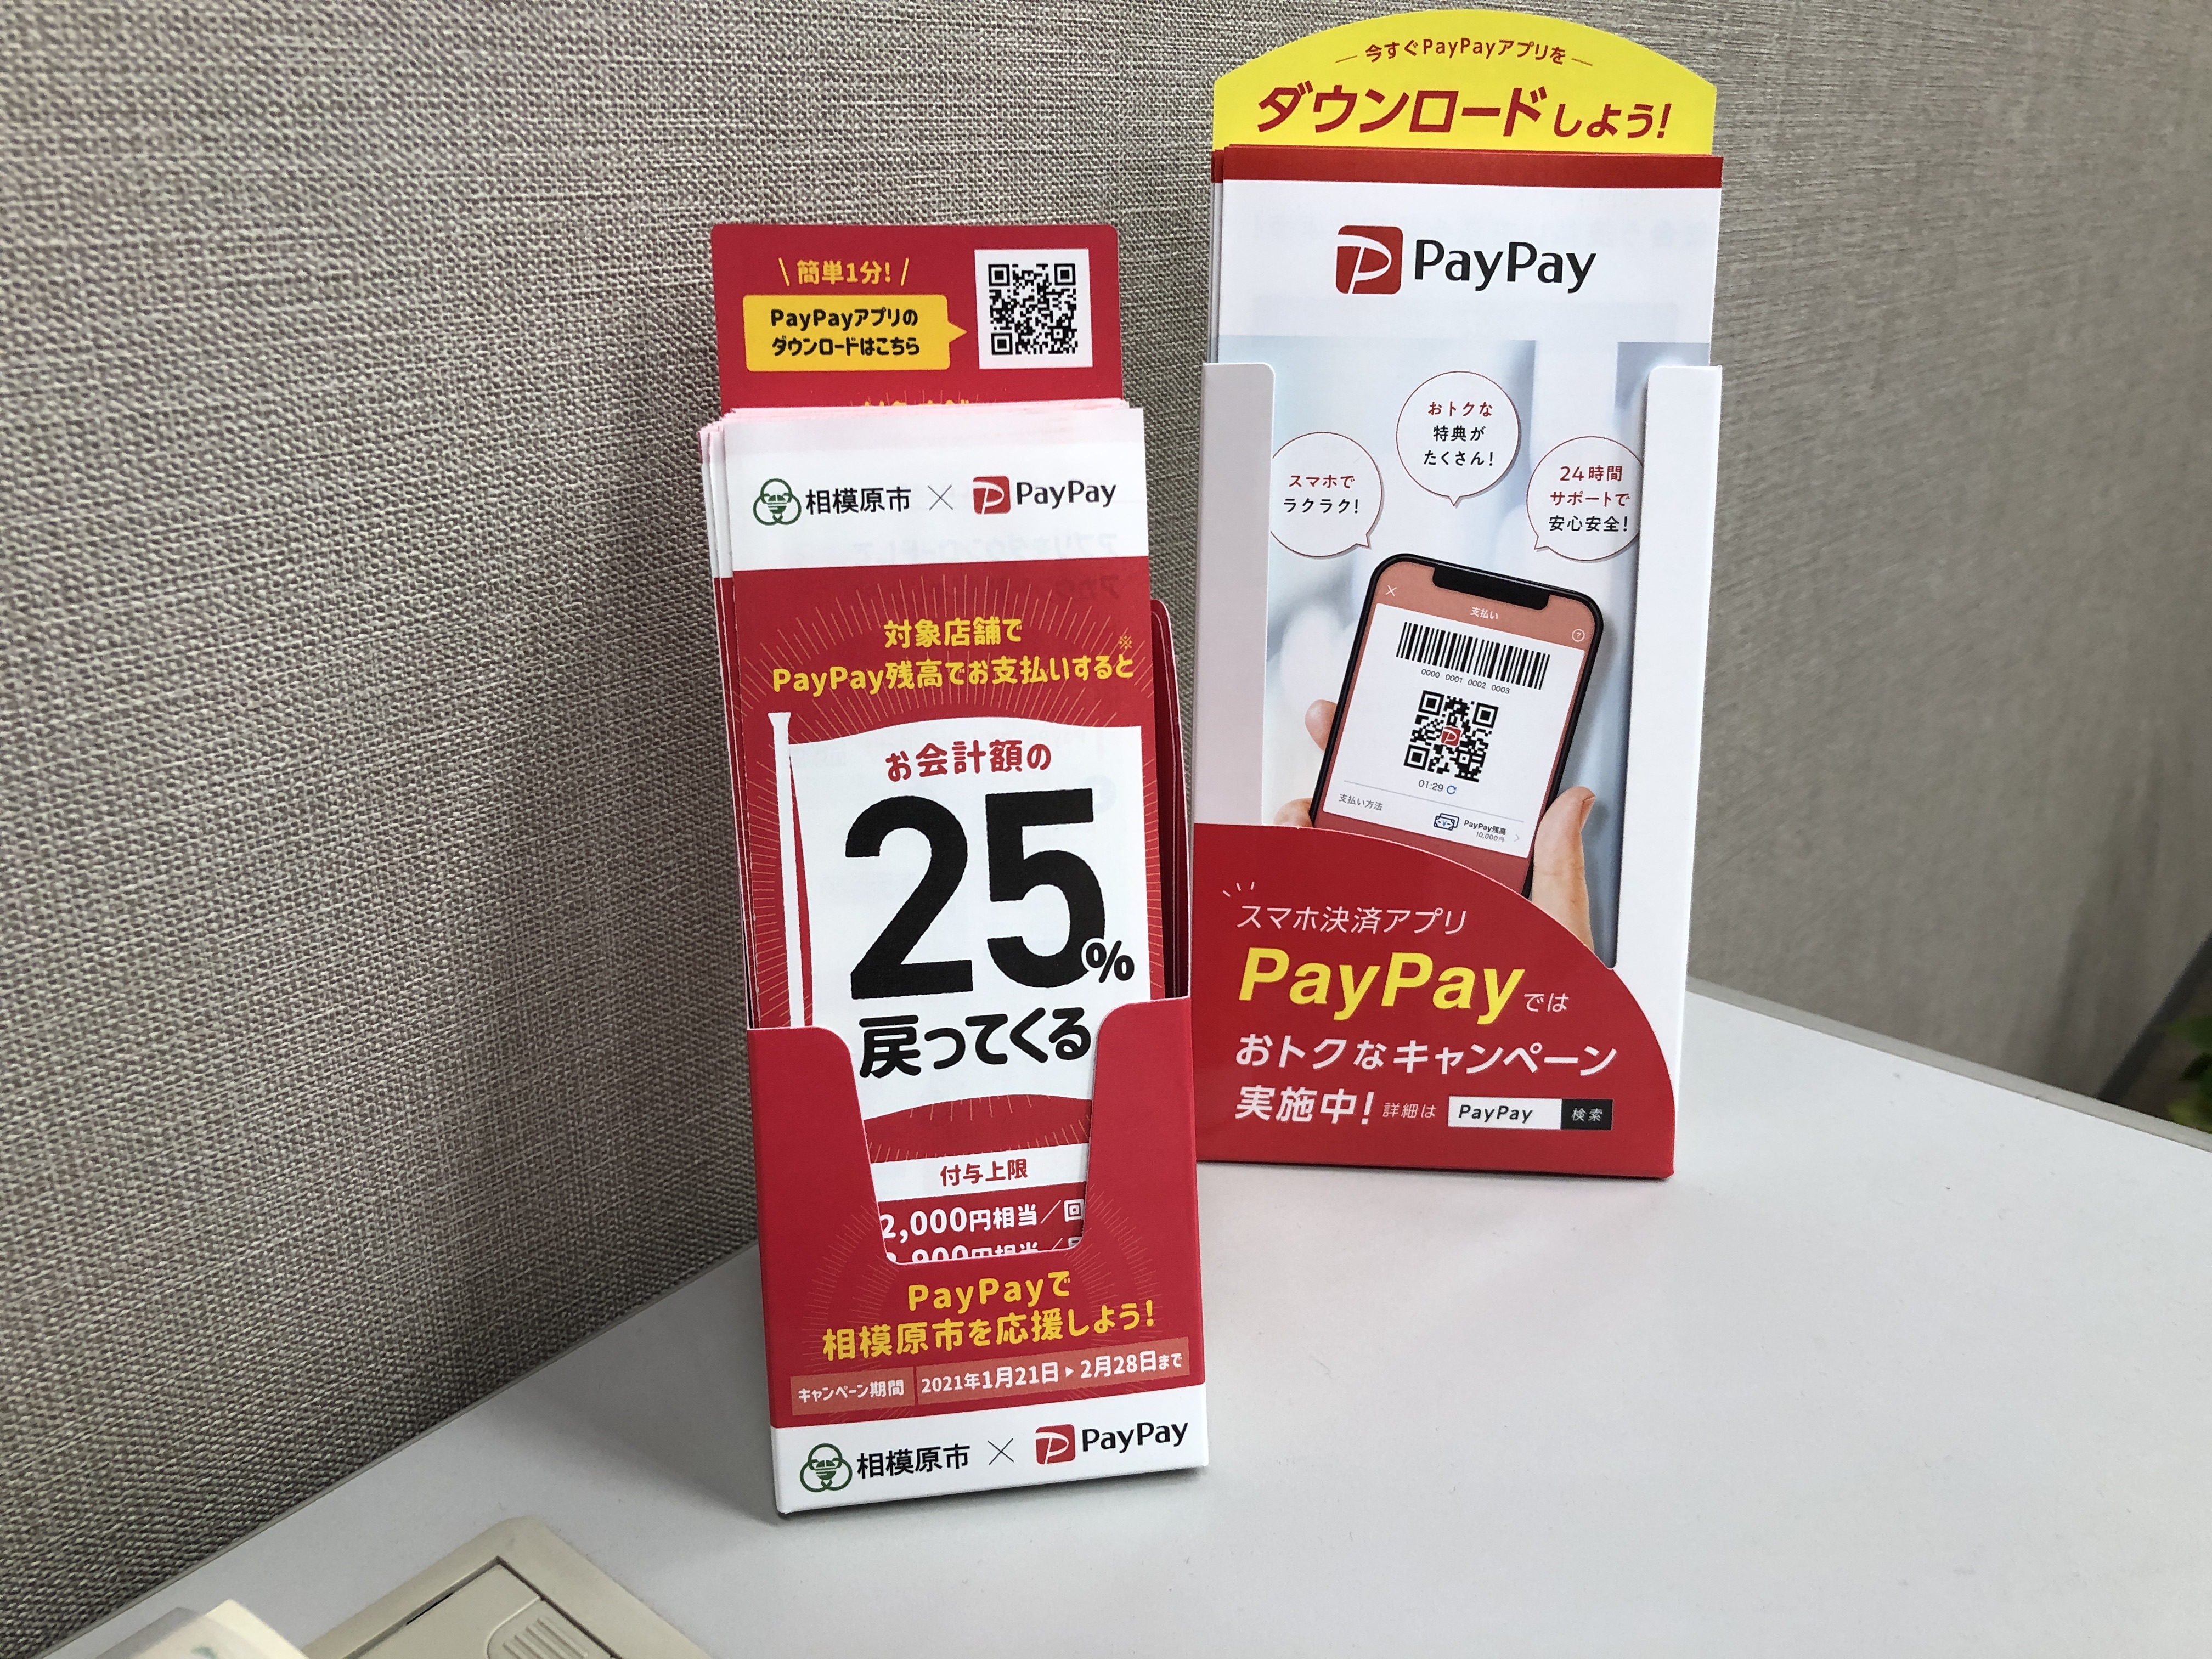 簡単1分!
PayPayアプリの
ダウンロードはこちら
相模原市 × PayPay
対象店舗で
PayPay残高でお支払いすると※
お会計額の
25%
戻ってくる
付与上限
2,000円相当/回
900円相当/
PayPayで
相模原市を応援しよう!
キャンペーン期間 2021年1月21日▶2月28日まで
相模原市 × PayPay
今すぐPayPayアプリを
ダウンロードしよう!
PayPay
スマホで
ラクラク!
おトクな
特典が
たくさん!
24時間
サポートで
安心安全!
支払い
0000 0001 0002 0003
01:29
支払い方法
PayPay残高
10,000円
スマホ決済アプリ
PayPayでは
おトクなキャンペーン
実施中! 詳細は PayPay 検索